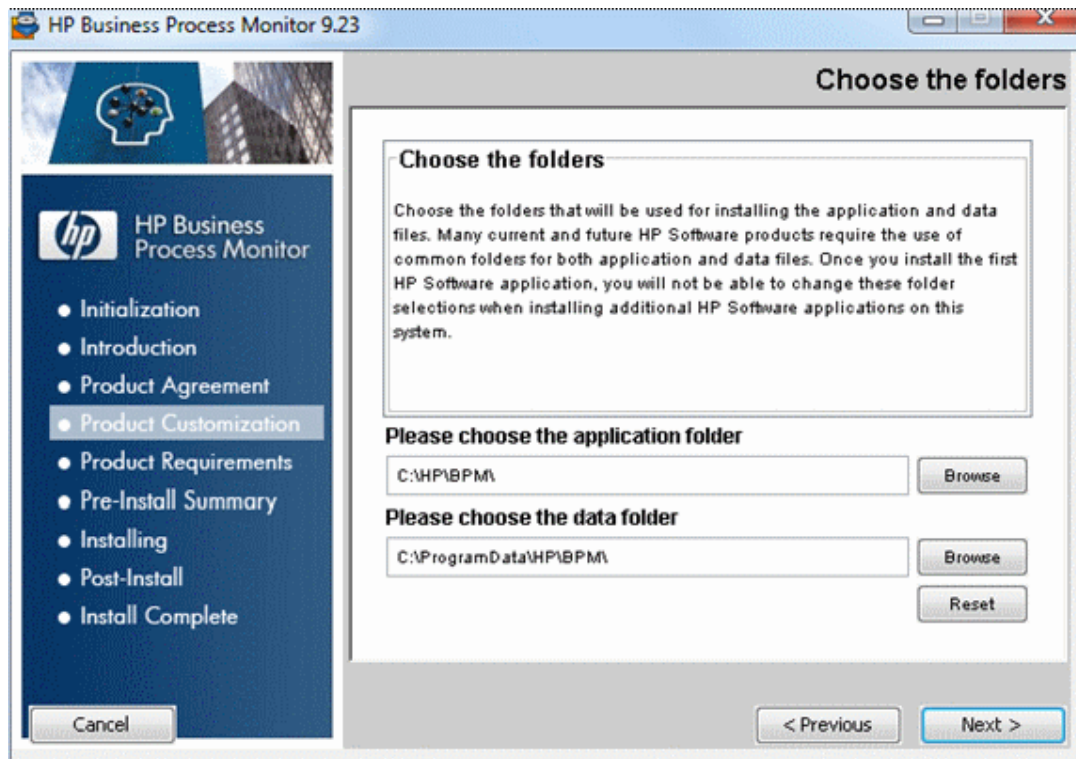 HP Business Process Monitor 9.23
Choose the folders
hp
HP Business
Process Monitor
Initialization
Introduction
Product Agreement
Product Customization
Product Requirements
Pre-Install Summary
Installing
Post-Install
Install Complete
Choose the folders
Choose the folders that will be used for installing the application and data
files. Many current and future HP Software products require the use of
common folders for both application and data files. Once you install the first
HP Software application, you will not be able to change these folder
selections when installing additional HP Software applications on this
system.
Please choose the application folder
C:\HP\BPM\
Browse
Please choose the data folder
C:\ProgramData\HP\BPM\
Browse
Reset
Cancel
< Previous
Next >